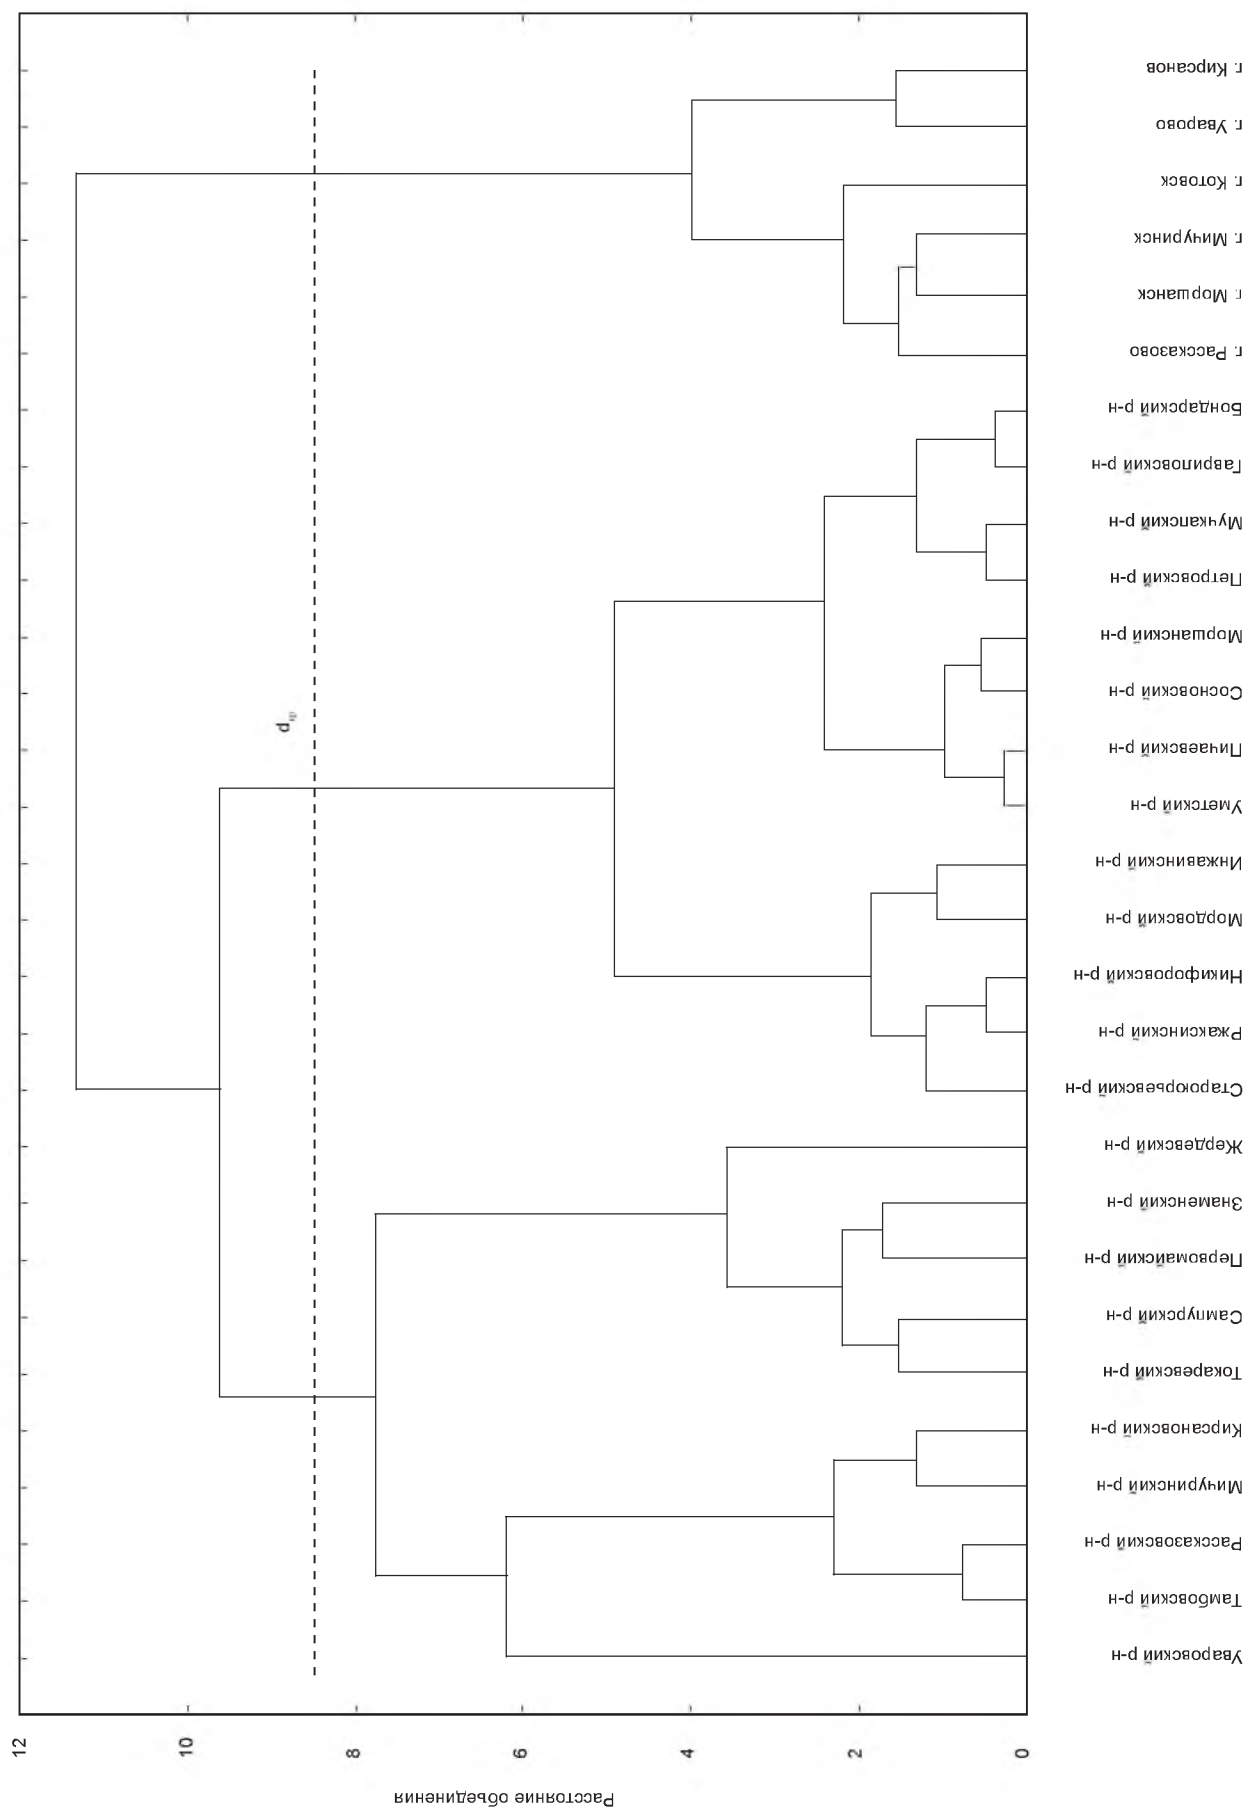 г. Кирсанов
г. Уварово
г. Котовск
г. Мичуринск
г. Моршанск
г. Рассказово
Бондарский р-н
Гавриловский р-н
Мучкапский р-н
Петровский р-н
Моршанский р-н
Сосновский р-н
Пичаевский р-н
Уметский р-н
Инжавинский р-н
Мордовский р-н
Никифоровский р-н
Ржаксинский р-н
Староюрьевский р-н
Жердевский р-н
Знаменский р-н
Первомайский р-н
Сампурский р-н
Токаревский р-н
Кирсановский р-н
Мичуринский р-н
Рассказовский р-н
Тамбовский р-н
Уваровский р-н
d
12
10
8
6
4
2
0
Расстояние объединения